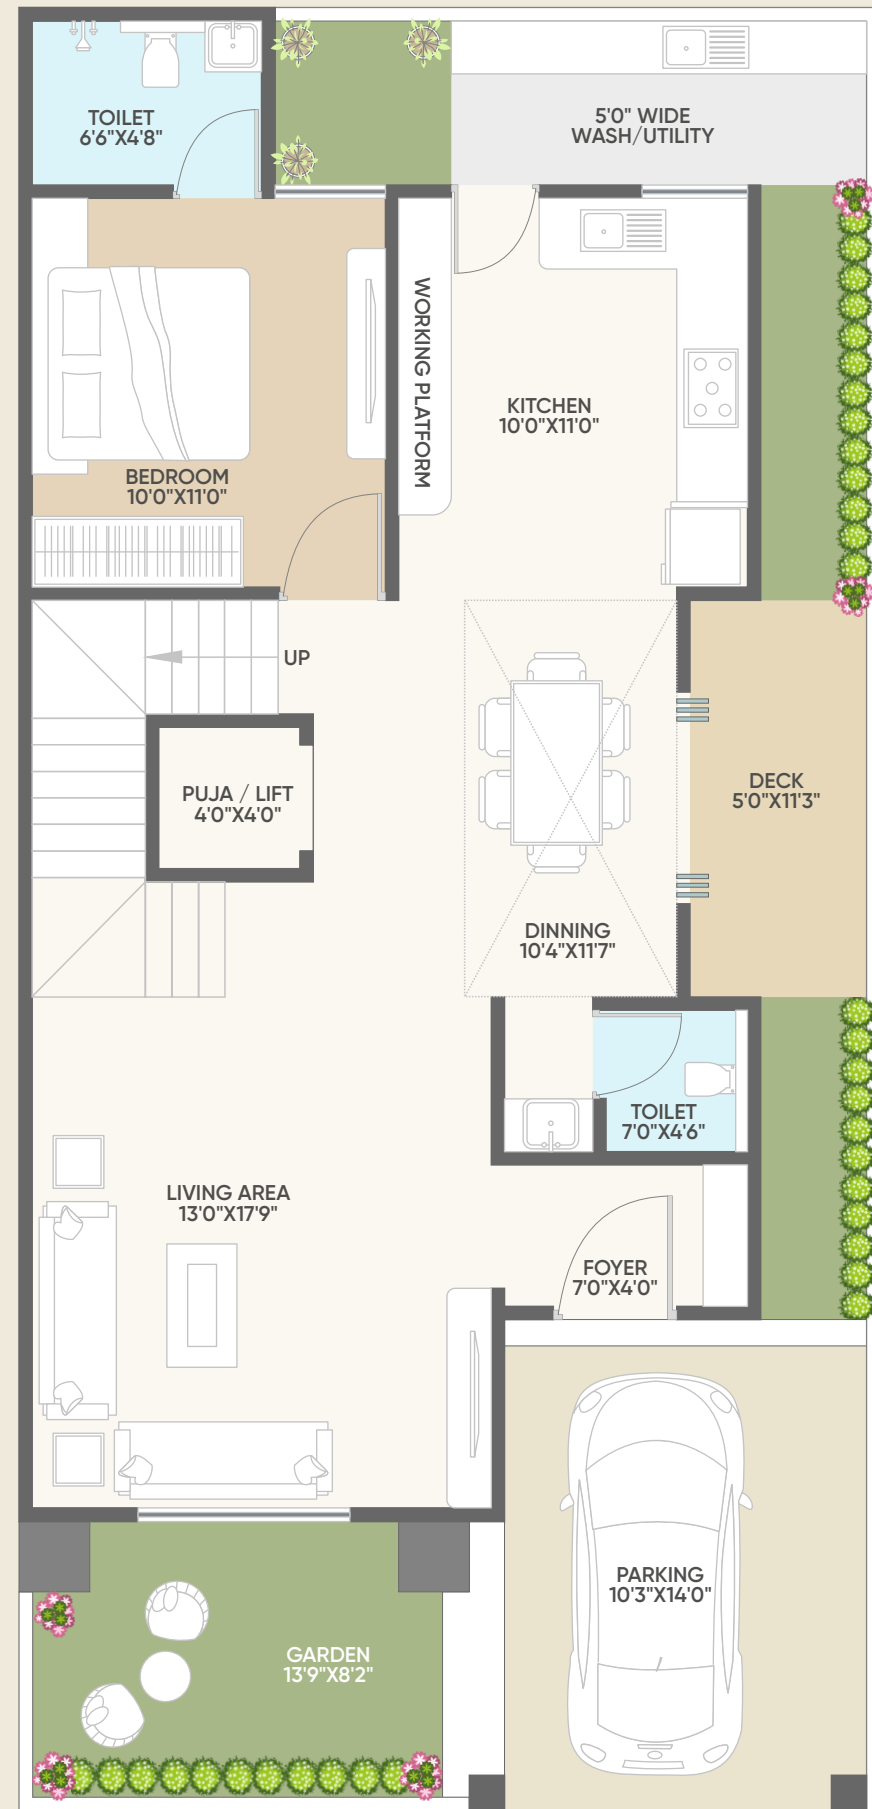 TOILET
6'6"X4'8"
5'0" WIDE
WASH/UTILITY
WORKING PLATFORM
KITCHEN
10'0"X11'0"
BEDROOM
10'0"X11'0"
UP
PUJA / LIFT
4'0"X4'0"
DECK
5'0"X11'3"
DINNING
10'4"X11'7"
TOILET
7'0"X4'6"
LIVING AREA
13'0"X17'9"
FOYER
7'0"X4'0"
PARKING
10'3"X14'0"
GARDEN
13'9"X8'2"